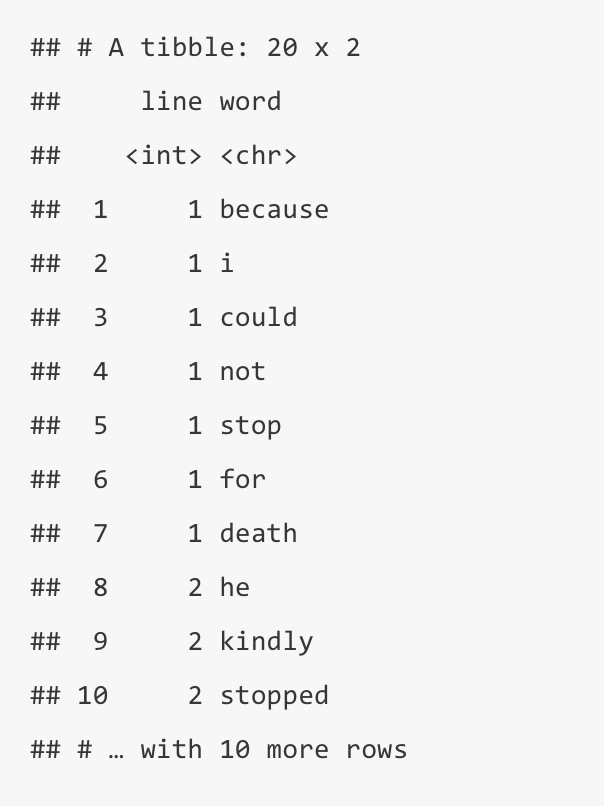 ## # A tibble: 20 x 2
##     line word
##    <int> <chr>
##  1     1 because
##  2     1 i
##  3     1 could
##  4     1 not
##  5     1 stop
##  6     1 for
##  7     1 death
##  8     2 he
##  9     2 kindly
## 10     2 stopped
## # … with 10 more rows